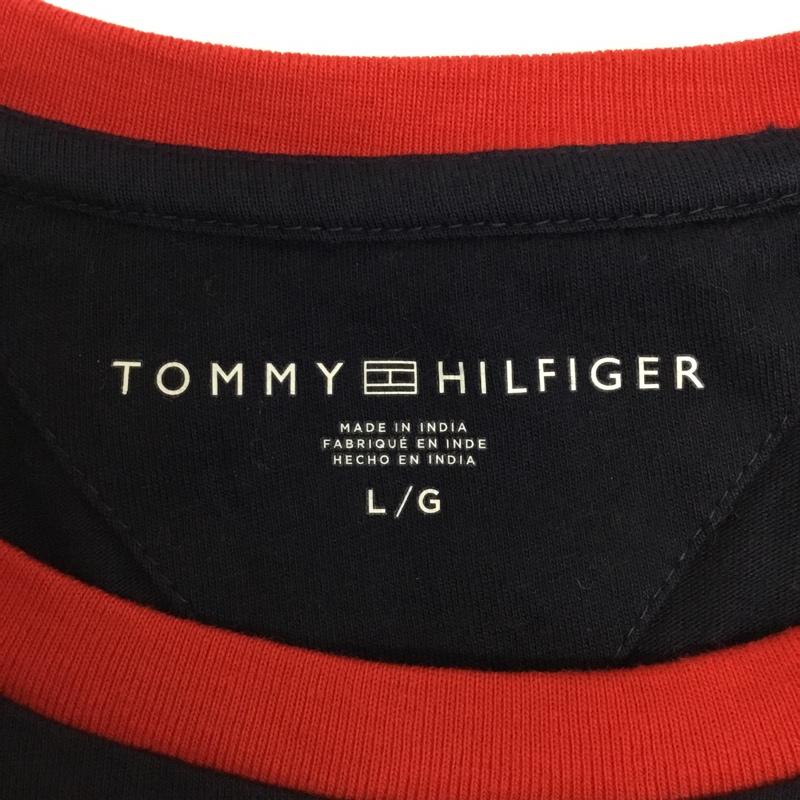 TOMMY HILFIGER
MADE IN INDIA
FABRIQUÉ EN INDE
HECHO EN INDIA
L/G